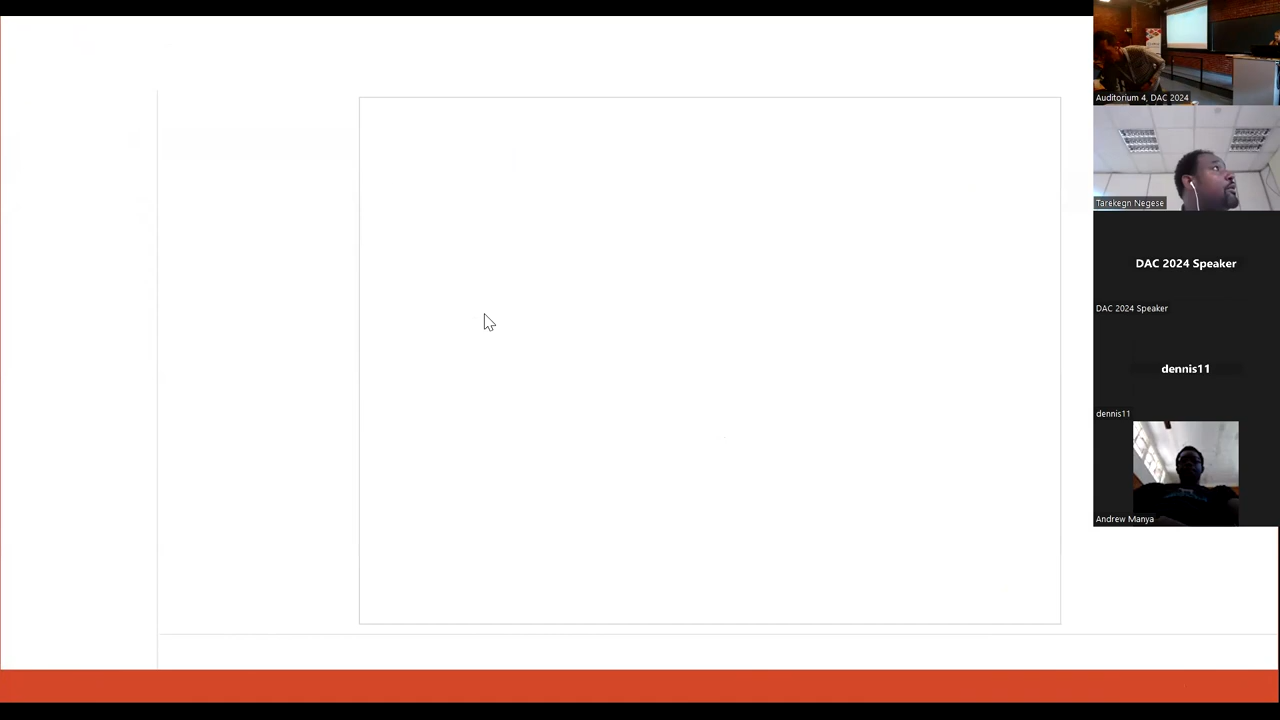 Auditorium 4, DAC 2024
Tarekegn Negese
DAC 2024 Speaker
DAC 2024 Speaker
dennis11
dennis11
Andrew Manya